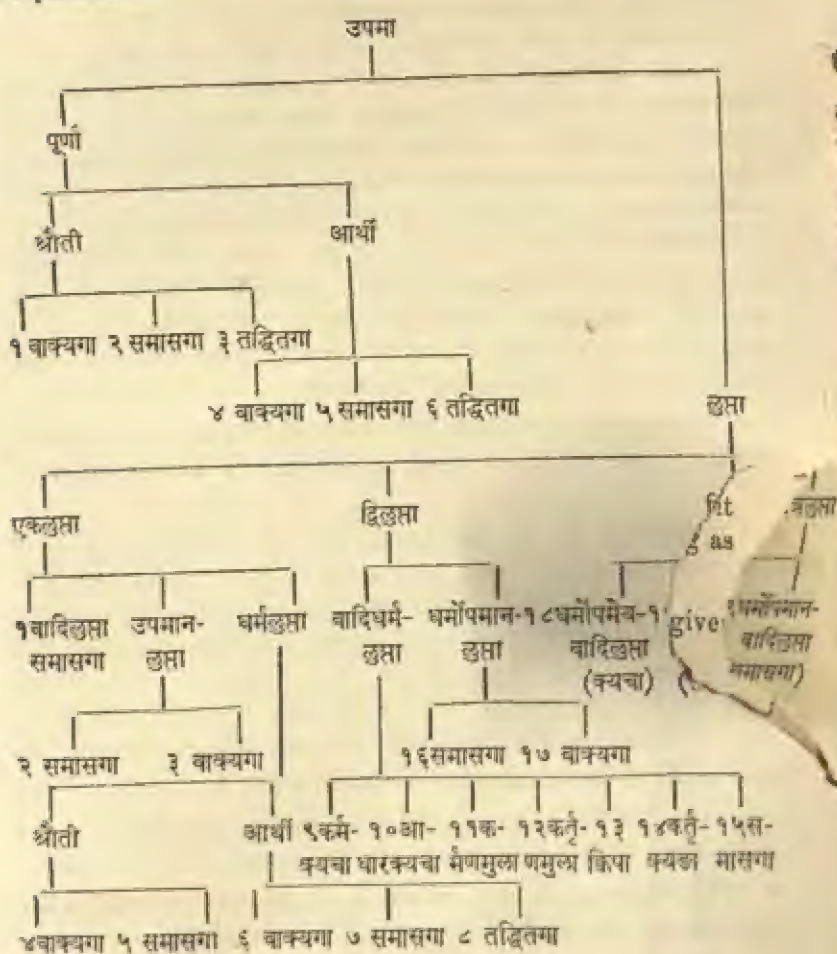 उपमा
पूर्णा
श्रौती आर्थी
१ वाक्यगा २ समासगा ३ तद्धितगा
४ वाक्यगा ५ समासगा ६ तद्धितगा लुप्ता
एकलुप्ता द्विलुप्ता fit
as
१वादिलुप्ता उपमान- धर्मलुप्ता वादिधर्म- धर्मोपमान- १८धर्मोपमेय- give धर्मोपमान-
समासगा लुप्ता लुप्ता लुप्ता वादिलुप्ता वादिलुप्ता
(क्यचा) समासगा)
२ समासगा ३ वाक्यगा १६समासगा १७ वाक्यगा
श्रौती आर्थी ९कर्म- १०आ- ११क- १२कर्तृ- १३ १४कर्तृ- १५स-
क्यचा धारक्यचा र्मणमुला णमुला क्विपा क्यङा मासगा
४वाक्यगा ५ समासगा ६ वाक्यगा ७ समासगा ८ तद्धितगा